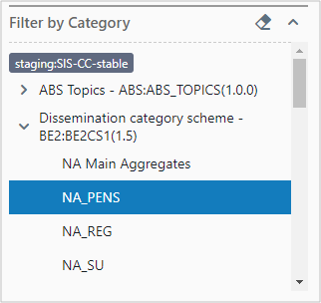 Filter by Category
staging:SIS-CC-stable
ABS Topics - ABS:ABS_TOPICS(1.0.0)
Dissemination category scheme -
BE2:BE2CS1(1.5)
NA Main Aggregates
NA_PENS
NA_REG
NA_SU